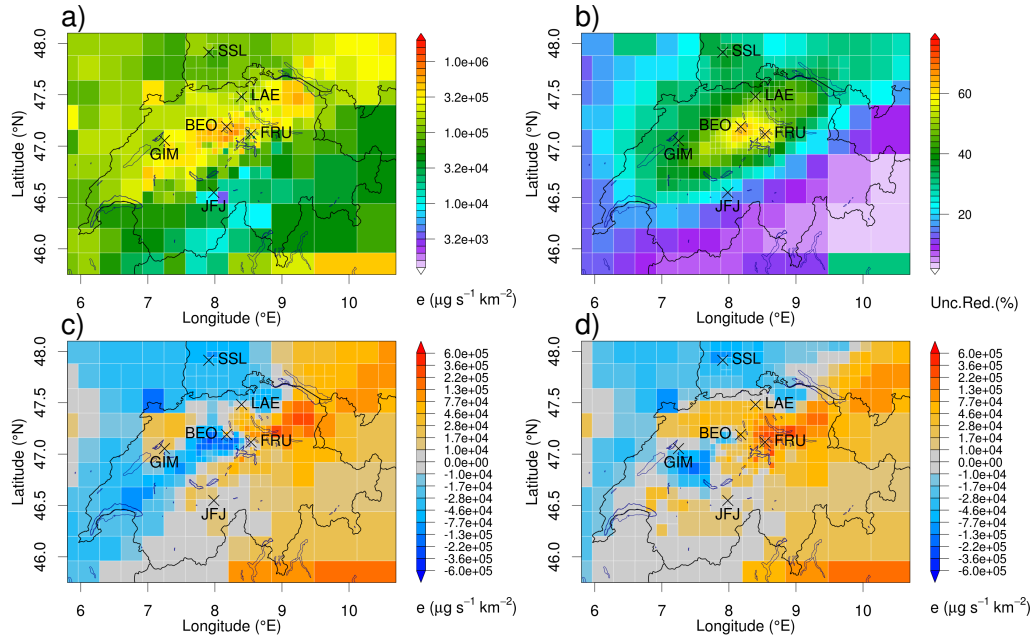 a)
48.0
47.5
47.0
46.5
46.0
Latitude (°N)
SSL
LAE
BEO
FRU
GIM
JFJ
6 7 8 9 10
Longitude (°E)
1.0e+06
3.2e+05
1.0e+05
3.2e+04
1.0e+04
3.2e+03
e (µg s⁻¹ km⁻²)
b)
48.0
47.5
47.0
46.5
46.0
Latitude (°N)
SSL
LAE
BEO
FRU
GIM
JFJ
6 7 8 9 10
Longitude (°E)
60
40
20
Unc.Red.(%)
c)
48.0
47.5
47.0
46.5
46.0
Latitude (°N)
SSL
LAE
BEO
FRU
GIM
JFJ
6 7 8 9 10
Longitude (°E)
6.0e+05
3.6e+05
2.2e+05
1.3e+05
7.7e+04
4.6e+04
2.8e+04
1.7e+04
0.0e+00
-1.7e+04
-2.8e+04
-4.6e+04
-7.7e+04
-1.3e+05
-2.2e+05
-3.6e+05
-6.0e+05
e (µg s⁻¹ km⁻²)
d)
48.0
47.5
47.0
46.5
46.0
Latitude (°N)
SSL
LAE
BEO
FRU
GIM
JFJ
6 7 8 9 10
Longitude (°E)
6.0e+05
3.6e+05
2.2e+05
1.3e+05
7.7e+04
4.6e+04
2.8e+04
1.7e+04
0.0e+00
-1.7e+04
-2.8e+04
-4.6e+04
-7.7e+04
-1.3e+05
-2.2e+05
-3.6e+05
-6.0e+05
e (µg s⁻¹ km⁻²)